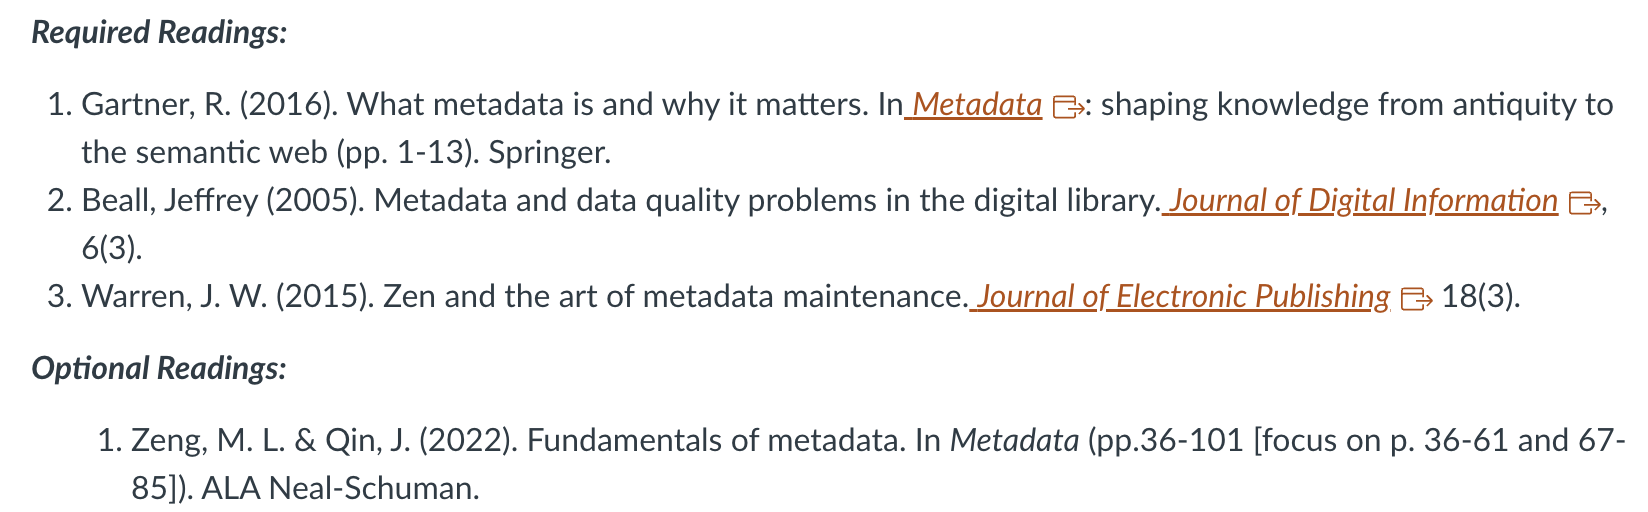 Required Readings:
1. Gartner, R. (2016). What metadata is and why it matters. In Metadata : shaping knowledge from antiquity to
the semantic web (pp. 1-13). Springer.
2. Beall, Jeffrey (2005). Metadata and data quality problems in the digital library. Journal of Digital Information ,
6(3).
3. Warren, J. W. (2015). Zen and the art of metadata maintenance. Journal of Electronic Publishing 18(3).
Optional Readings:
1. Zeng, M. L. & Qin, J. (2022). Fundamentals of metadata. In Metadata (pp.36-101 [focus on p. 36-61 and 67-
85]). ALA Neal-Schuman.